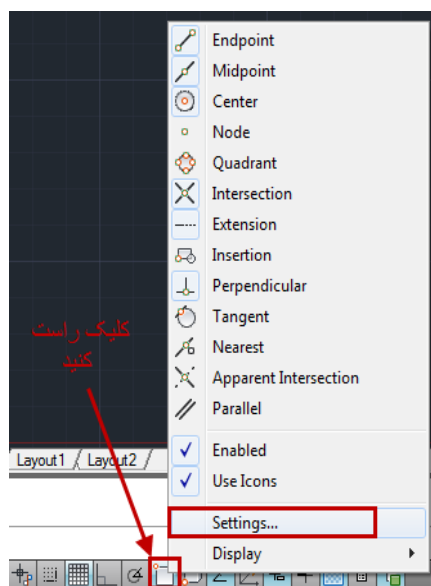 Endpoint
Midpoint
Center
Node
Quadrant
Intersection
Extension
Insertion
Perpendicular
Tangent
Nearest
Apparent Intersection
Parallel
Enabled
Use Icons
Settings...
Display
کلیک راست
کنید
Layout1 / Layout2 /